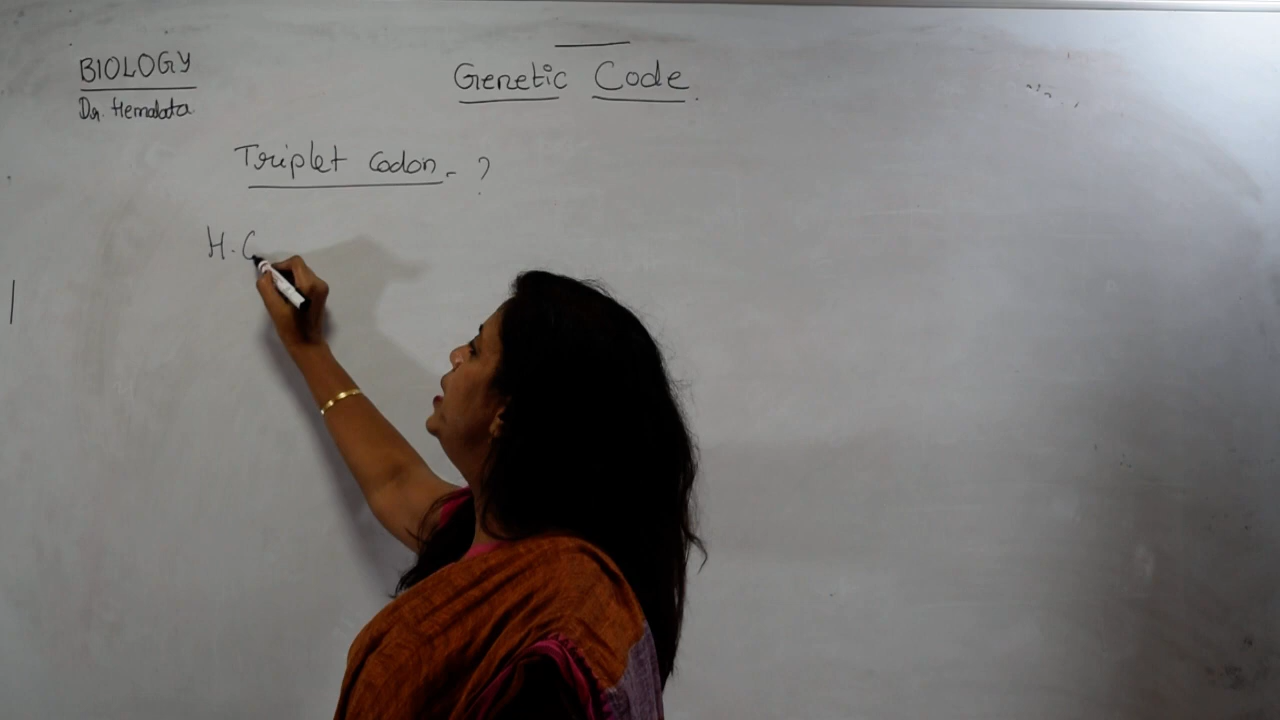 BIOLOGY
Dr. Hemalata
Genetic Code.
Triplet codon - ?
H.G